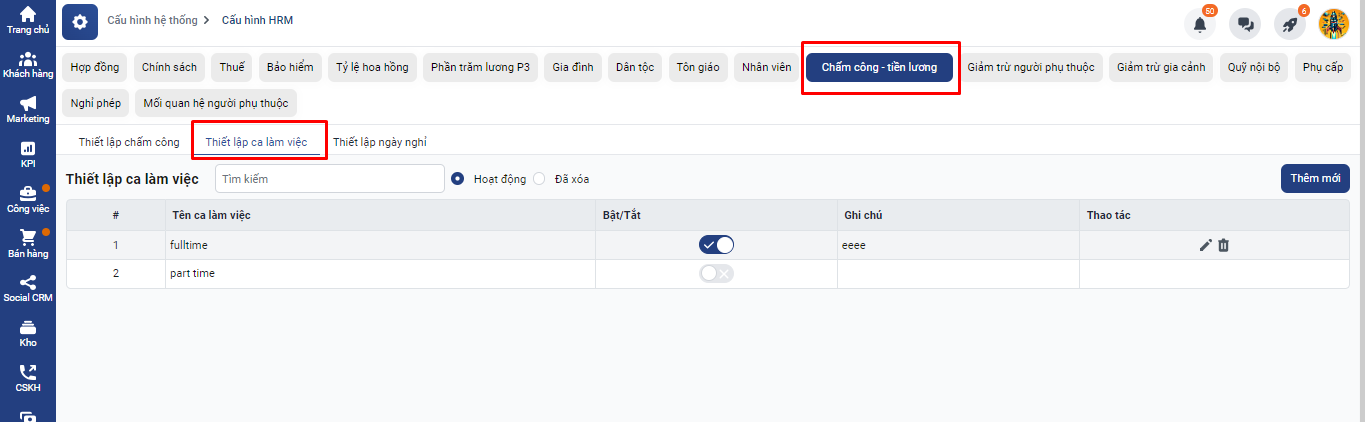 Cấu hình hệ thống Cấu hình HRM
50
6
Trang chủ
Khách hàng
Marketing
KPI
Công việc
Bán hàng
Social CRM
Kho
CSKH
Hợp đồng Chính sách Thuế Bảo hiểm Tỷ lệ hoa hồng Phần trăm lương P3 Gia đình Dân tộc Tôn giáo Nhân viên Chấm công - tiền lương Giảm trừ người phụ thuộc Giảm trừ gia cảnh Quỹ nội bộ Phụ cấp
Nghỉ phép Mối quan hệ người phụ thuộc
Thiết lập chấm công Thiết lập ca làm việc Thiết lập ngày nghỉ
Thiết lập ca làm việc Tìm kiếm Hoạt động Đã xóa Thêm mới
# Tên ca làm việc Bật/Tắt Ghi chú Thao tác
1 fulltime eeee
2 part time